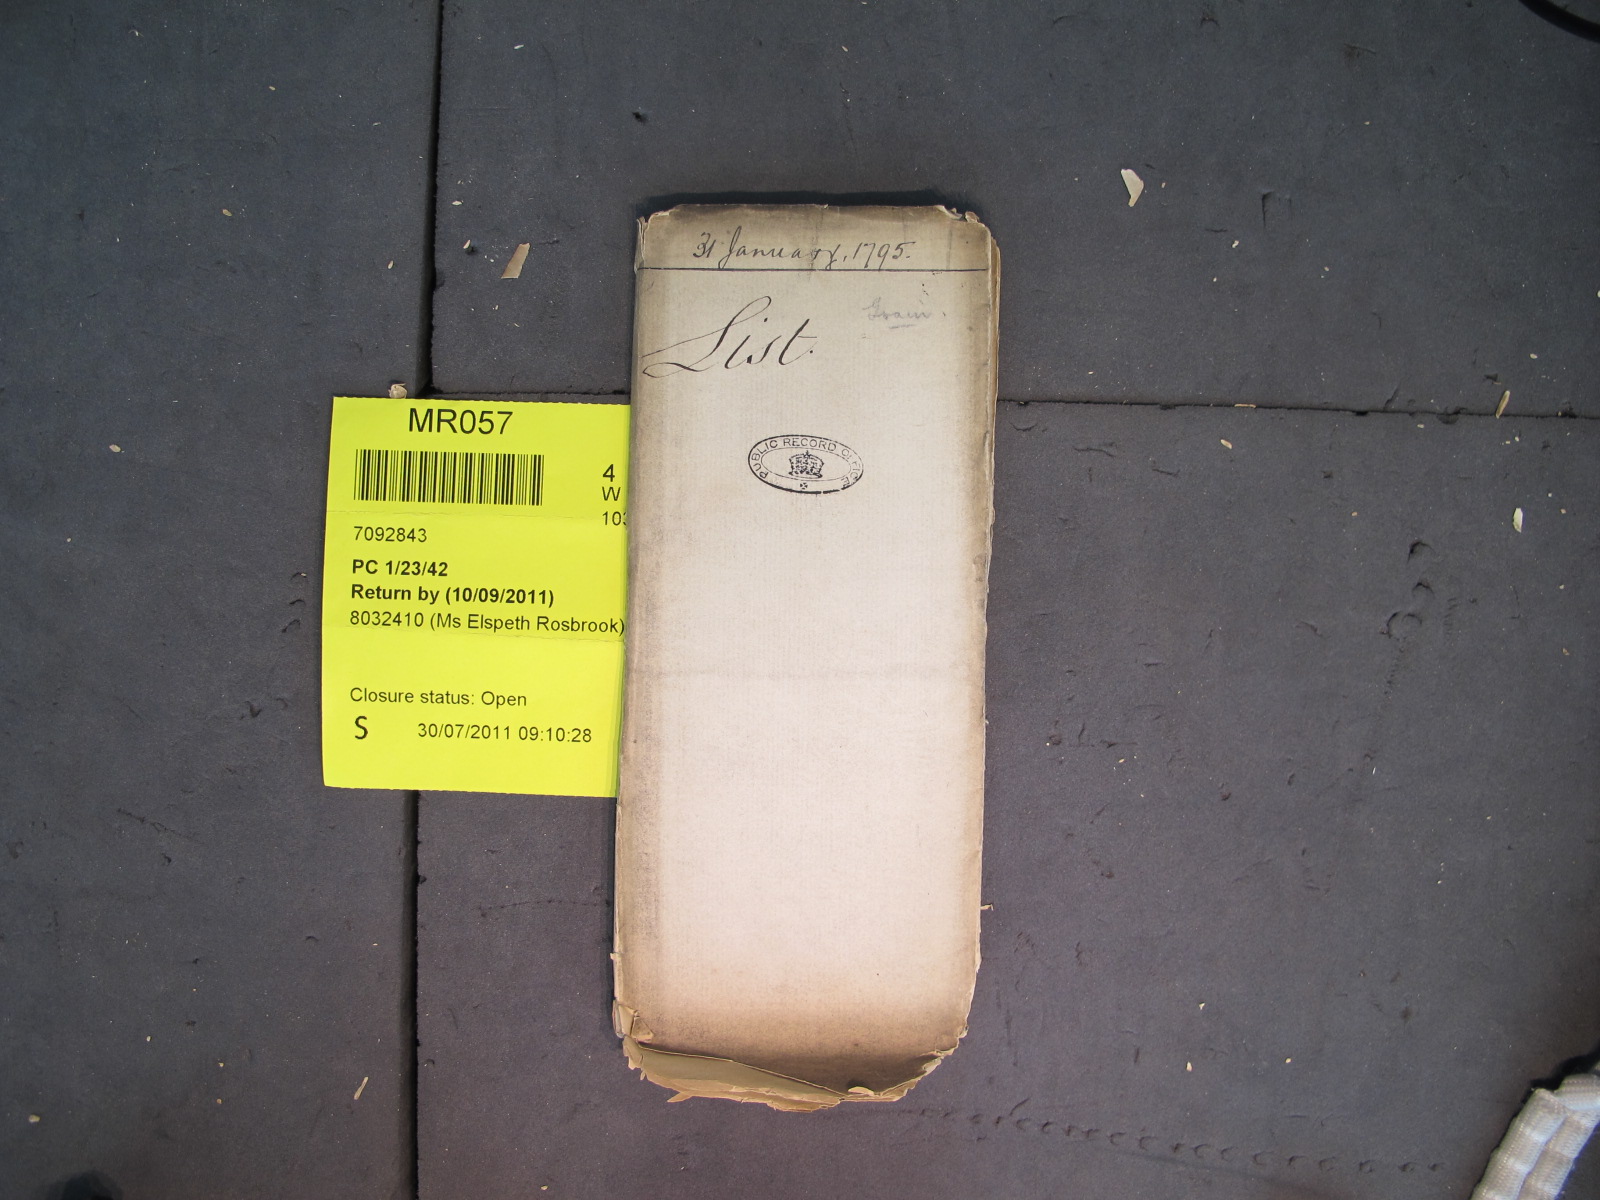 31 January, 1795.
Grain.
List.
PUBLIC RECORD OFFICE
MR057
4
W
103
7092843
PC 1/23/42
Return by (10/09/2011)
8032410 (Ms Elspeth Rosbrook)
Closure status: Open
S 30/07/2011 09:10:28